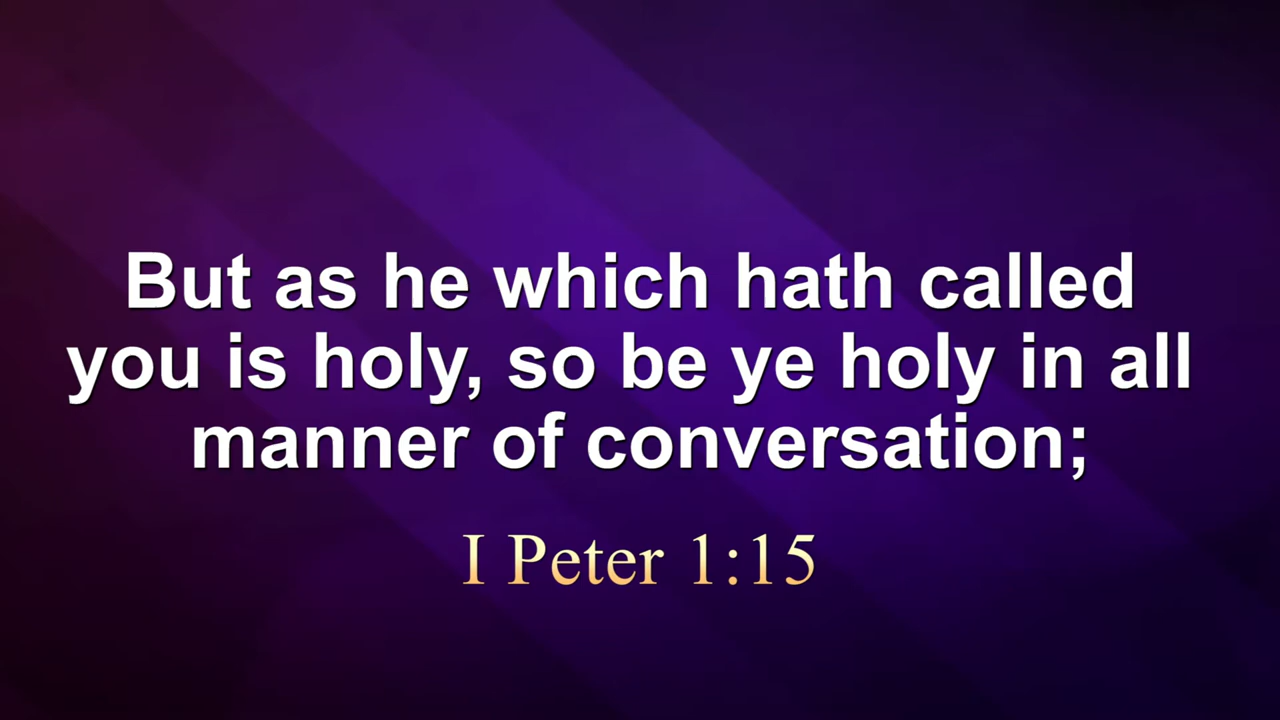 But as he which hath called
you is holy, so be ye holy in all
manner of conversation;
I Peter 1:15